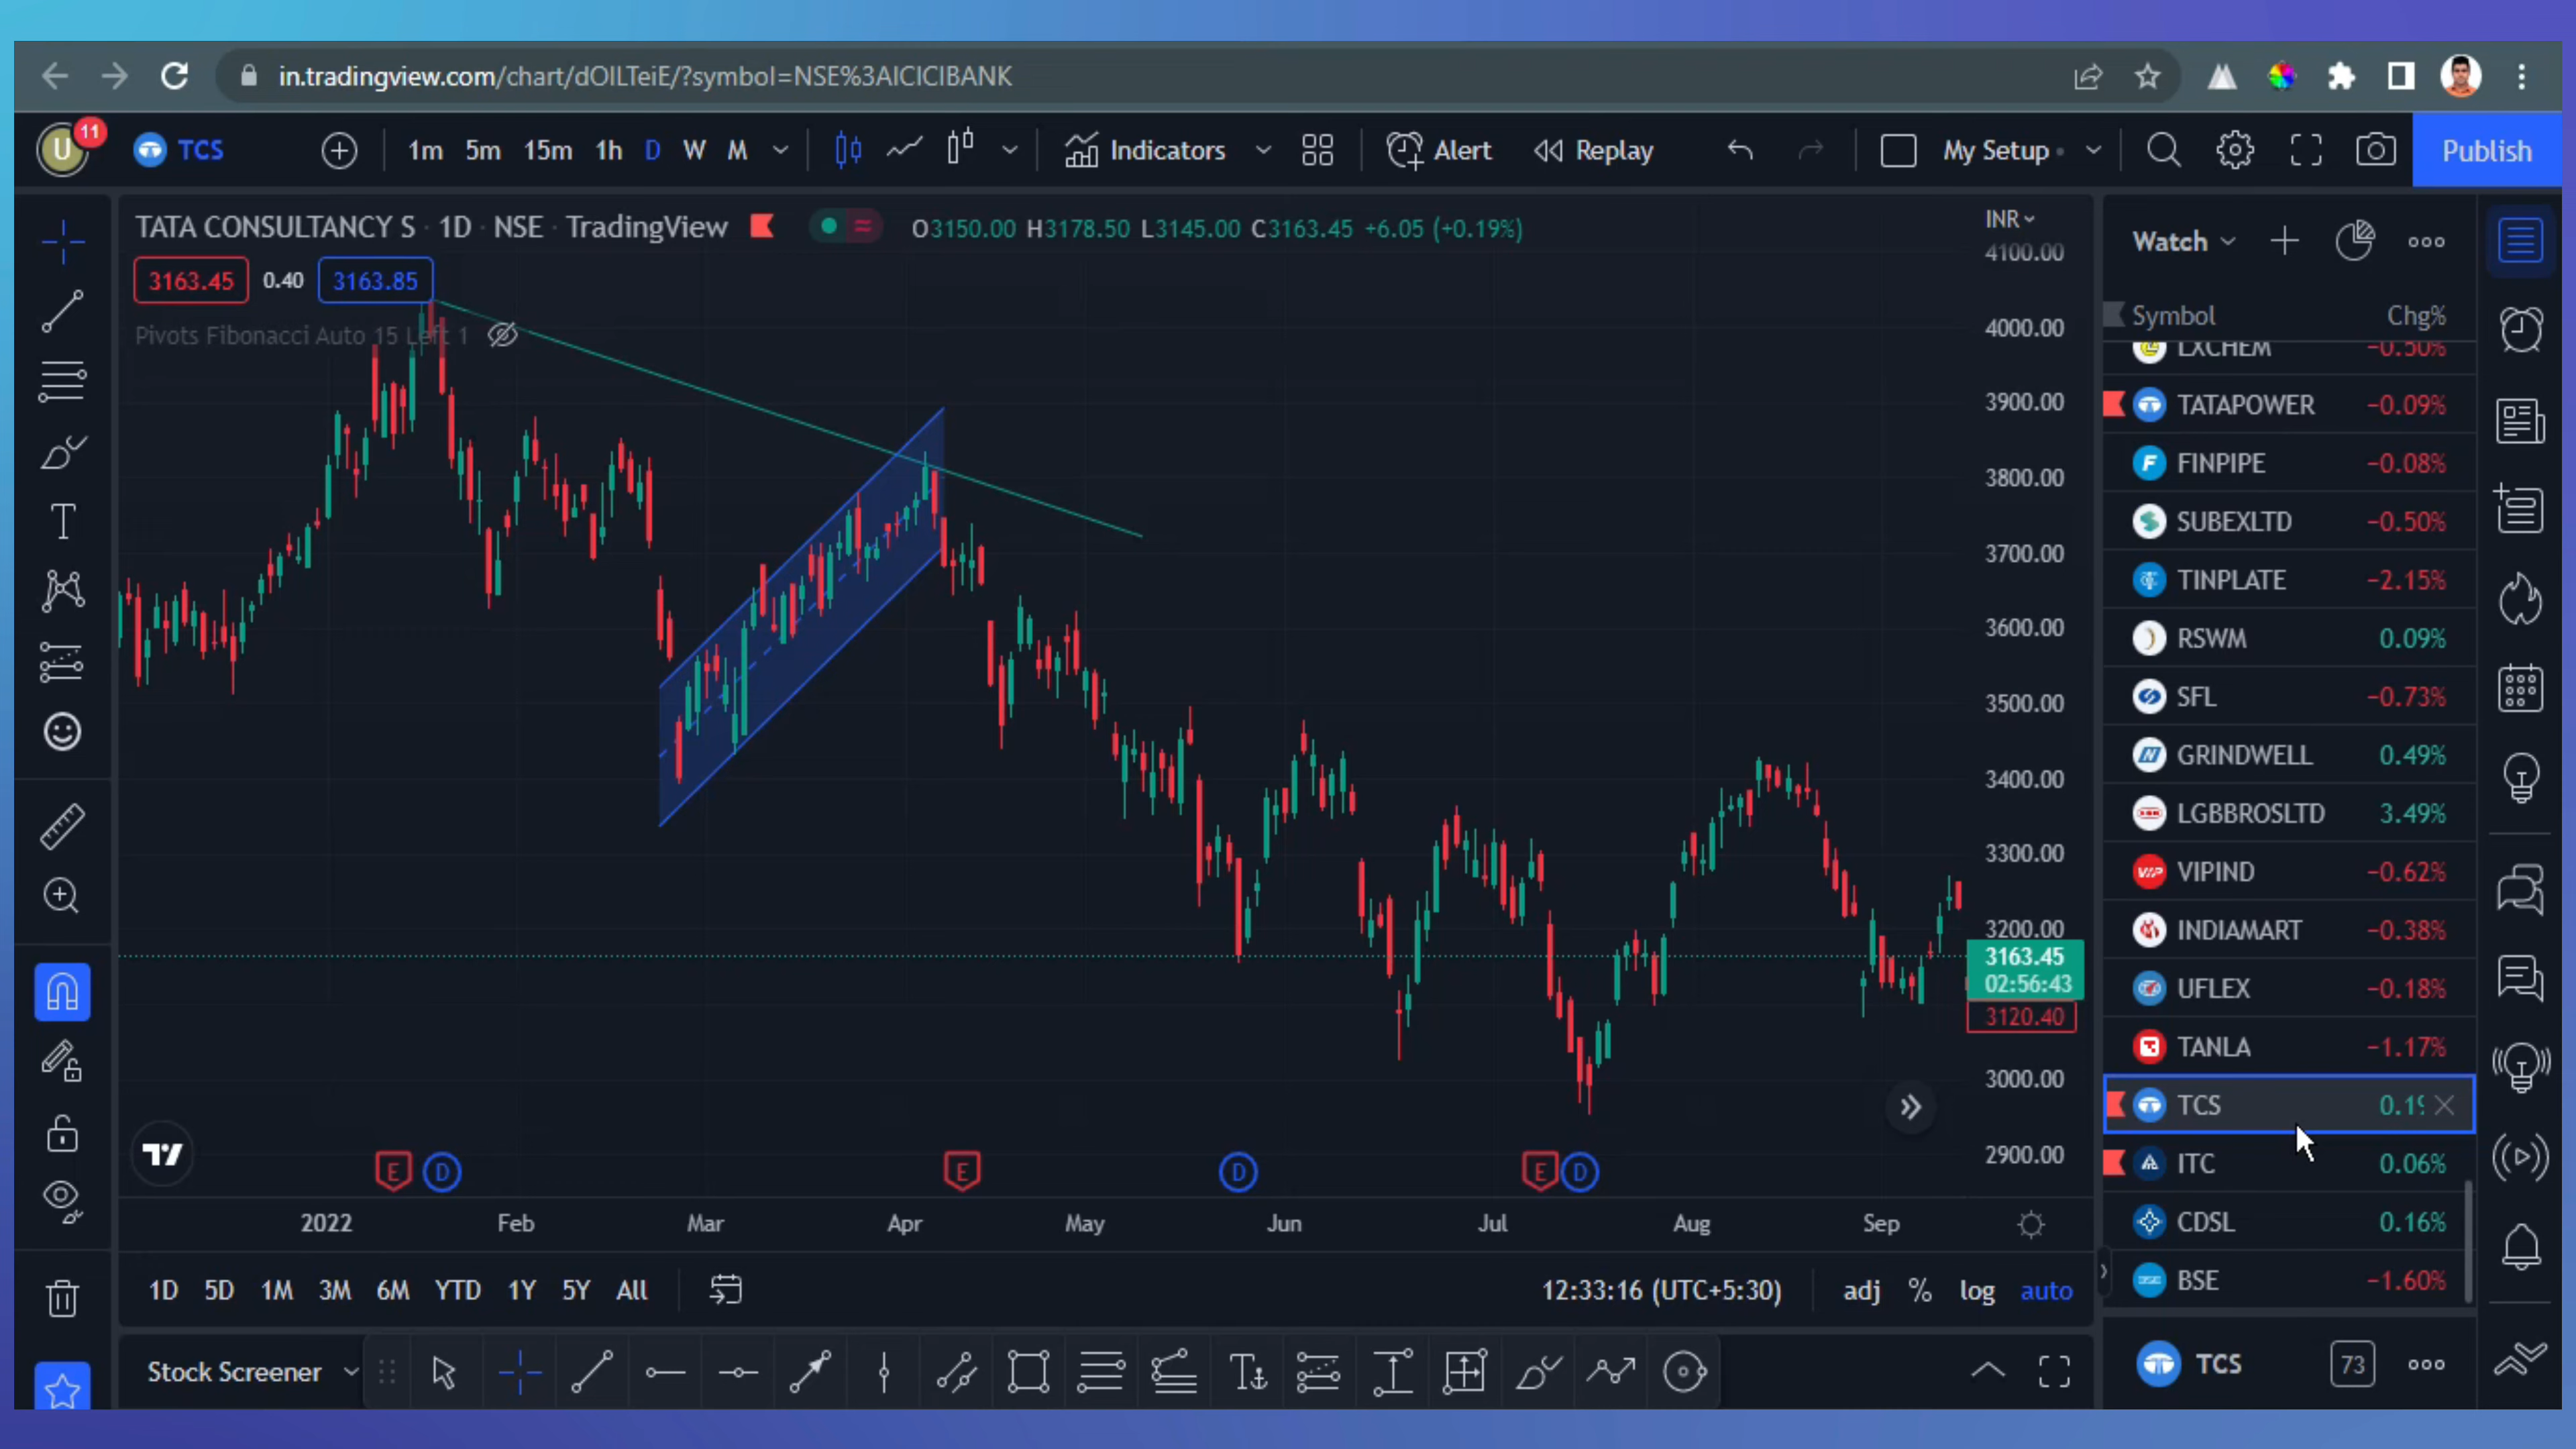 in.tradingview.com/chart/dOILTeiE/?symbol=NSE%3AICICIBANK
U 11 TCS 1m 5m 15m 1h D W M Indicators Alert Replay My Setup Publish
TATA CONSULTANCY S · 1D · NSE · TradingView O3150.00 H3178.50 L3145.00 C3163.45 +6.05 (+0.19%)
INR
3163.45 0.40 3163.85
Pivots Fibonacci Auto 15 Left 1
4100.00
4000.00
3900.00
3800.00
3700.00
3600.00
3500.00
3400.00
3300.00
3200.00
3163.45
02:56:43
3120.40
3000.00
2900.00
E D E D E D
2022 Feb Mar Apr May Jun Jul Aug Sep
1D 5D 1M 3M 6M YTD 1Y 5Y All 12:33:16 (UTC+5:30) adj % log auto
Stock Screener
Watch
Symbol Chg%
LXCHEM −0.50%
TATAPOWER −0.09%
FINPIPE −0.08%
SUBEXLTD −0.50%
TINPLATE −2.15%
RSWM 0.09%
SFL −0.73%
GRINDWELL 0.49%
LGBBROSLTD 3.49%
VIPIND −0.62%
INDIAMART −0.38%
UFLEX −0.18%
TANLA −1.17%
TCS 0.19
ITC 0.06%
CDSL 0.16%
BSE −1.60%
TCS 73